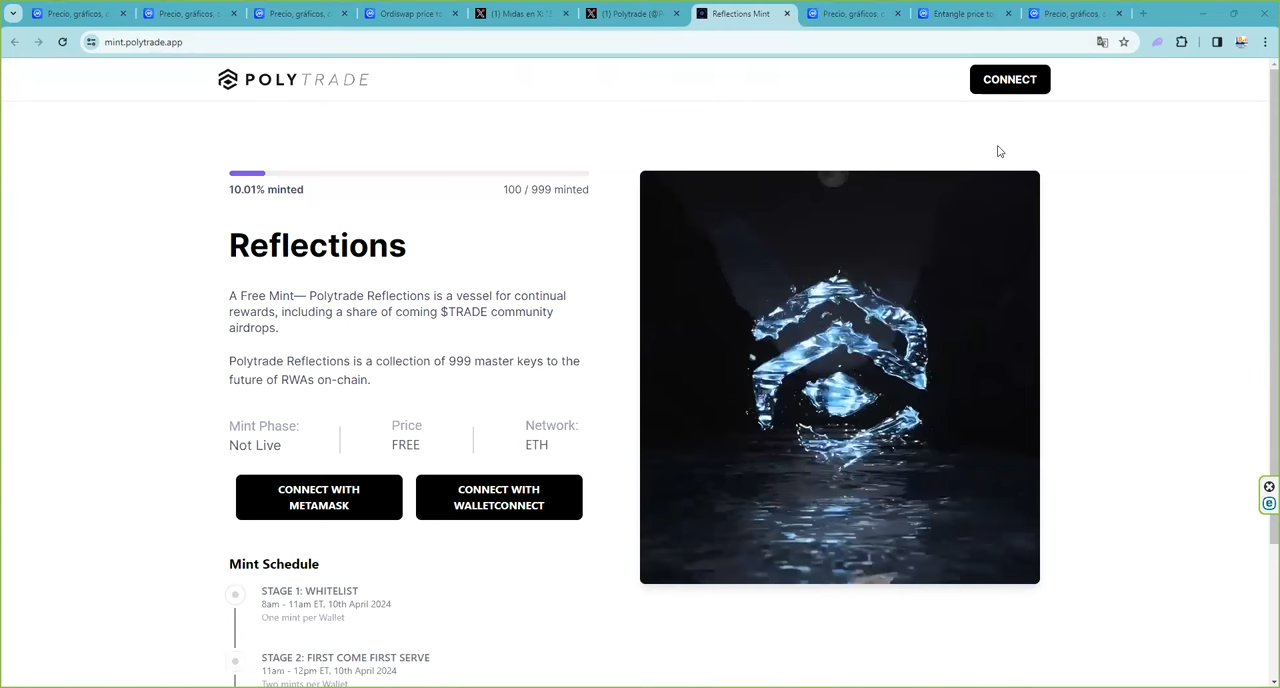 Precio, gráficos, c
Precio, gráficos, c
Precio, gráficos, c
Ordiswap price to
(1) Midas en X:
(1) Polytrade (@P
Reflections Mint
Precio, gráficos, c
Entangle price to
Precio, gráficos, c
mint.polytrade.app
POLYTRADE
CONNECT
10.01% minted
100 / 999 minted
Reflections
A Free Mint— Polytrade Reflections is a vessel for continual
rewards, including a share of coming $TRADE community
airdrops.
Polytrade Reflections is a collection of 999 master keys to the
future of RWAs on-chain.
Mint Phase:
Not Live
Price
FREE
Network:
ETH
CONNECT WITH
METAMASK
CONNECT WITH
WALLETCONNECT
Mint Schedule
STAGE 1: WHITELIST
8am - 11am ET, 10th April 2024
One mint per Wallet
STAGE 2: FIRST COME FIRST SERVE
11am - 12pm ET, 10th April 2024
Two mints per Wallet